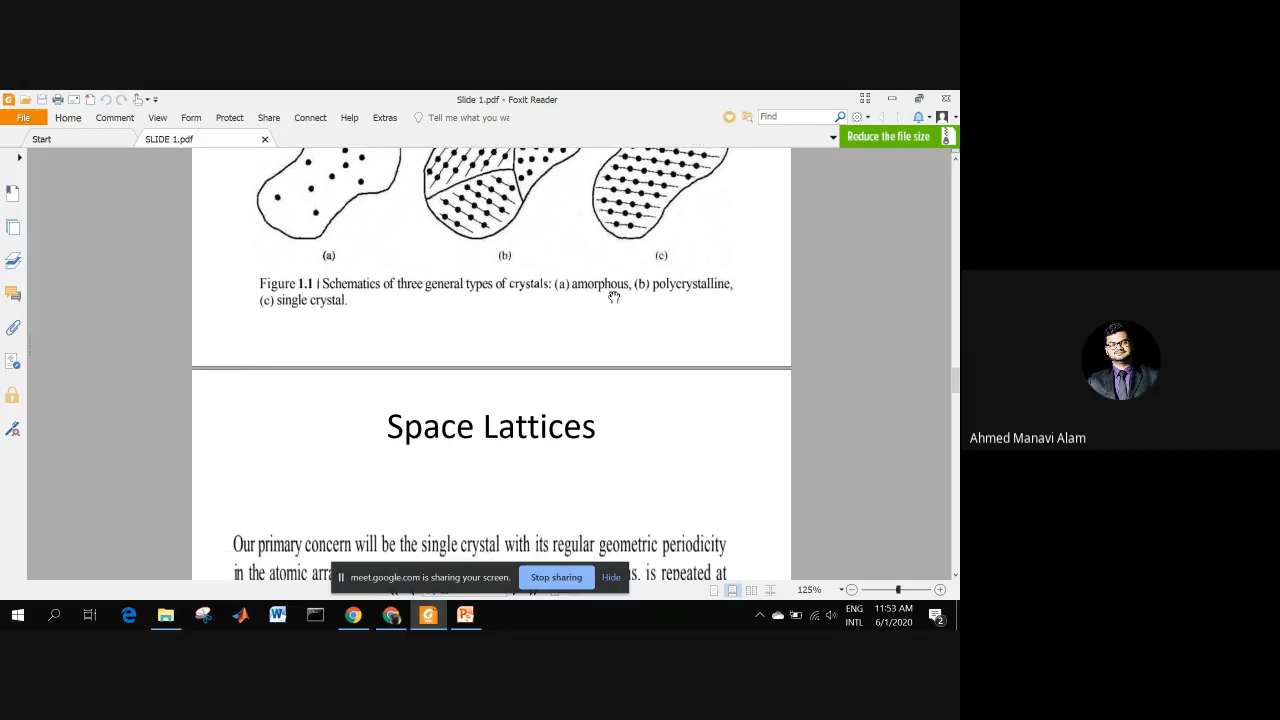 Slide 1.pdf - Foxit Reader
File Home Comment View Form Protect Share Connect Help Extras Tell me what you wa Find
Start SLIDE 1.pdf Reduce the file size
(a) (b) (c)
Figure 1.1 | Schematics of three general types of crystals: (a) amorphous, (b) polycrystalline,
(c) single crystal.
Space Lattices
Our primary concern will be the single crystal with its regular geometric periodicity
in the atomic is repeated at
meet.google.com is sharing your screen. Stop sharing Hide
125%
ENG 11:53 AM
INTL 6/1/2020
2
Ahmed Manavi Alam